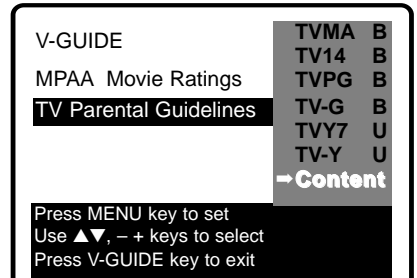 V-GUIDE
MPAA Movie Ratings
TV Parental Guidelines
TVMA B
TV14 B
TVPG B
TV-G B
TVY7 U
TV-Y U
➡Content
Press MENU key to set
Use ▲▼, – + keys to select
Press V-GUIDE key to exit